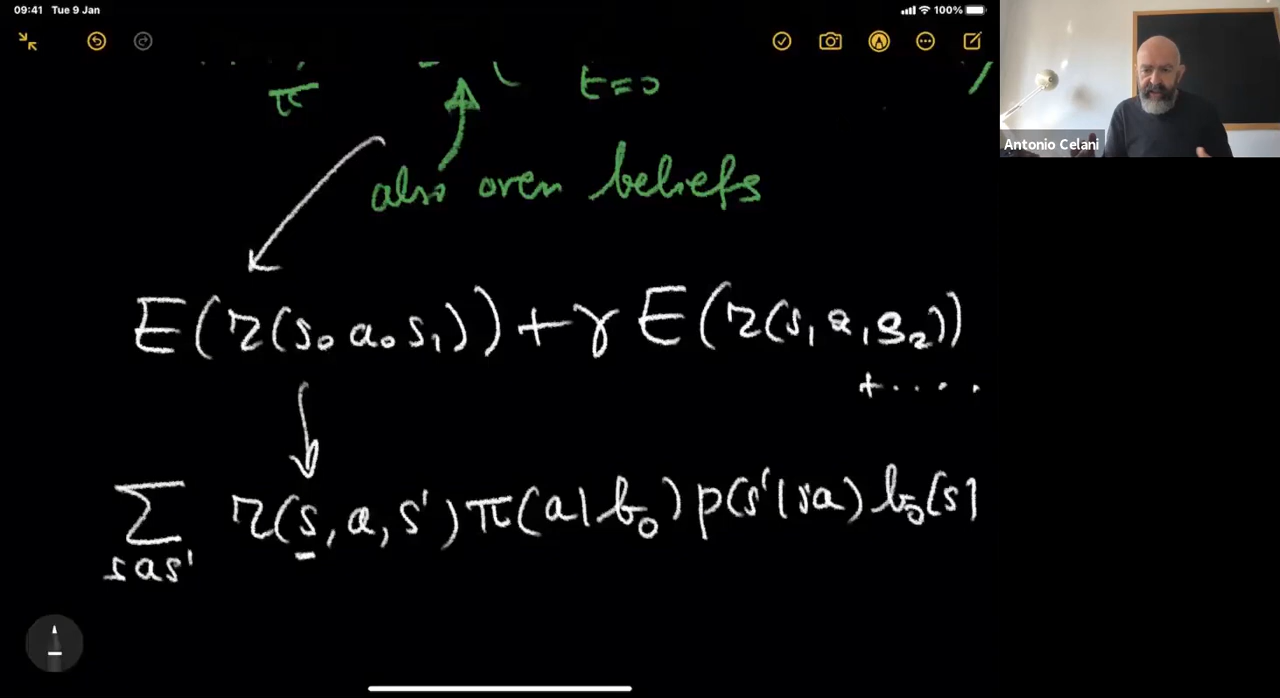 09:41 Tue 9 Jan 100%
π t=0
also over beliefs
E(r(s₀ a₀ s₁)) + γ E(r(s₁ a₁ s₂))
+ ....
∑ r(s, a, s') π(a|b₀) p(s'|sa) b₀(s)
s a s'
Antonio Celani